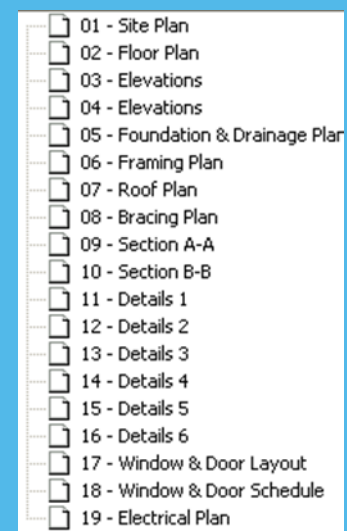 01 - Site Plan
02 - Floor Plan
03 - Elevations
04 - Elevations
05 - Foundation & Drainage Plan
06 - Framing Plan
07 - Roof Plan
08 - Bracing Plan
09 - Section A-A
10 - Section B-B
11 - Details 1
12 - Details 2
13 - Details 3
14 - Details 4
15 - Details 5
16 - Details 6
17 - Window & Door Layout
18 - Window & Door Schedule
19 - Electrical Plan